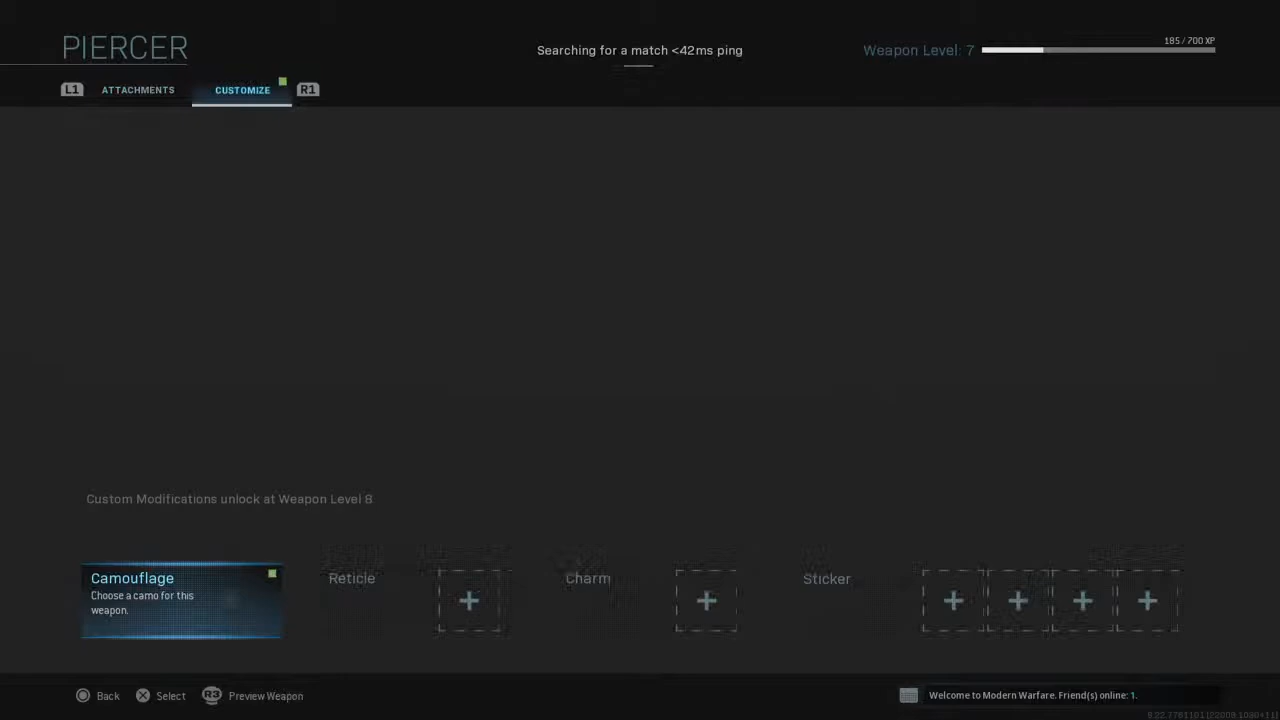 PIERCER
Searching for a match <42ms ping
Weapon Level: 7
185 / 700 XP
L1 ATTACHMENTS CUSTOMIZE R1
Custom Modifications unlock at Weapon Level 8
Camouflage
Choose a camo for this
weapon.
Reticle
Charm
Sticker
Back Select R3 Preview Weapon
Welcome to Modern Warfare. Friend(s) online: 1.